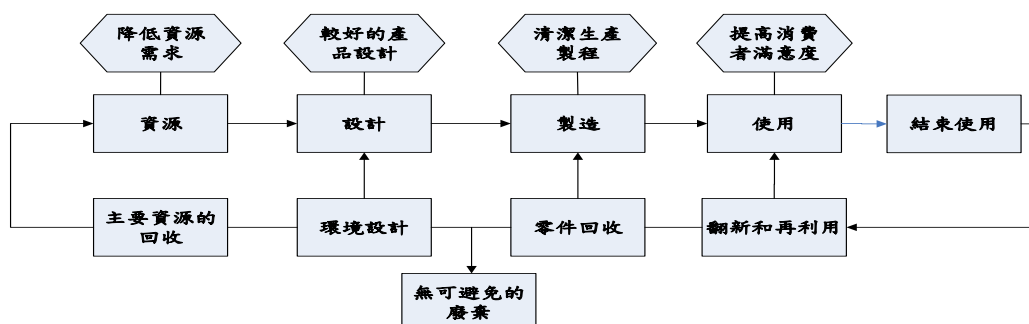 降低資源
需求
較好的產
品設計
清潔生產
製程
提高消費
者滿意度
資源
設計
製造
使用
結束使用
主要資源的
回收
環境設計
零件回收
翻新和再利用
無可避免的
廢棄